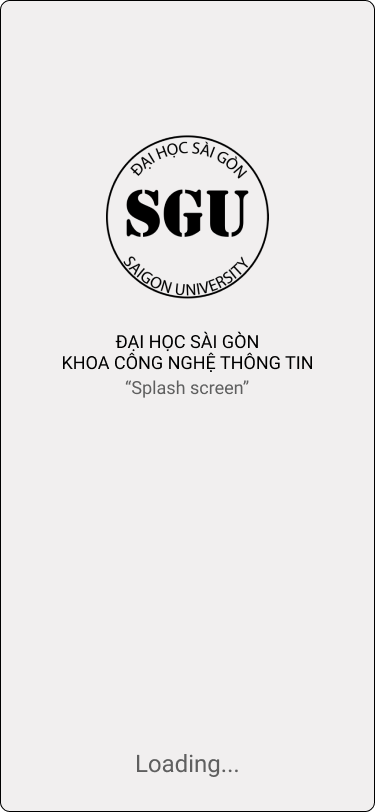 ĐẠI HỌC SÀI GÒN
SGU
SAIGON UNIVERSITY
ĐẠI HỌC SÀI GÒN
KHOA CÔNG NGHỆ THÔNG TIN
“Splash screen”
Loading...